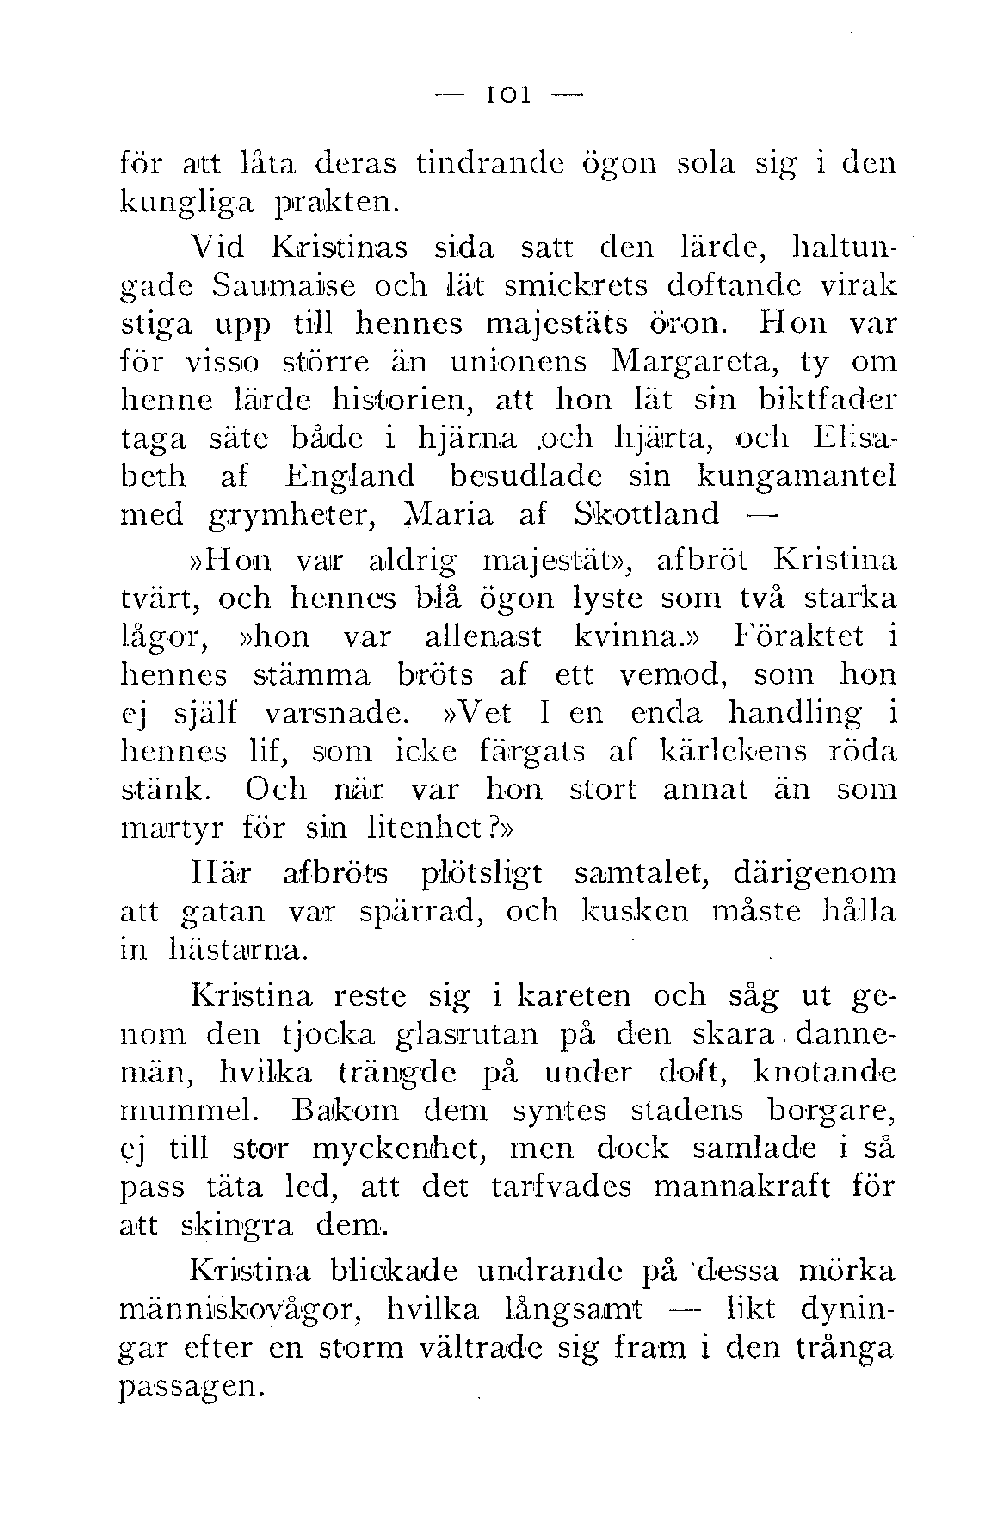 — 101 —
för att låta deras tindrande ögon sola sig i den
kungliga prakten.
Vid Kristinas sida satt den lärde, haltun-
gade Saumaise och lät smickrets doftande virak
stiga upp till hennes majestäts öron. Hon var
för visso större än unionens Margareta, ty om
henne lärde historien, att hon lät sin biktfader
taga säte både i hjärna och hjärta, och Elisa-
beth af England besudlade sin kungamantel
med grymheter, Maria af Skottland —
»Hon var aldrig majestät», afbröt Kristina
tvärt, och hennes blå ögon lyste som två starka
lågor, »hon var allenast kvinna.» Föraktet i
hennes stämma bröts af ett vemod, som hon
ej själf varsnade. »Vet I en enda handling i
hennes lif, som icke färgats af kärlekens röda
stänk. Och när var hon stort annat än som
martyr för sin litenhet?»
Här afbröts plötsligt samtalet, därigenom
att gatan var spärrad, och kusken måste hålla
in hästarna.
Kristina reste sig i kareten och såg ut ge-
nom den tjocka glasrutan på den skara danne-
män, hvilka trängde på under doft, knotande
mummel. Bakom dem syntes stadens borgare,
ej till stor myckenhet, men dock samlade i så
pass täta led, att det tarfvades mannakraft för
att skingra dem.
Kristina blickade undrande på dessa mörka
människovågor, hvilka långsamt — likt dynin-
gar efter en storm vältrade sig fram i den trånga
passagen.